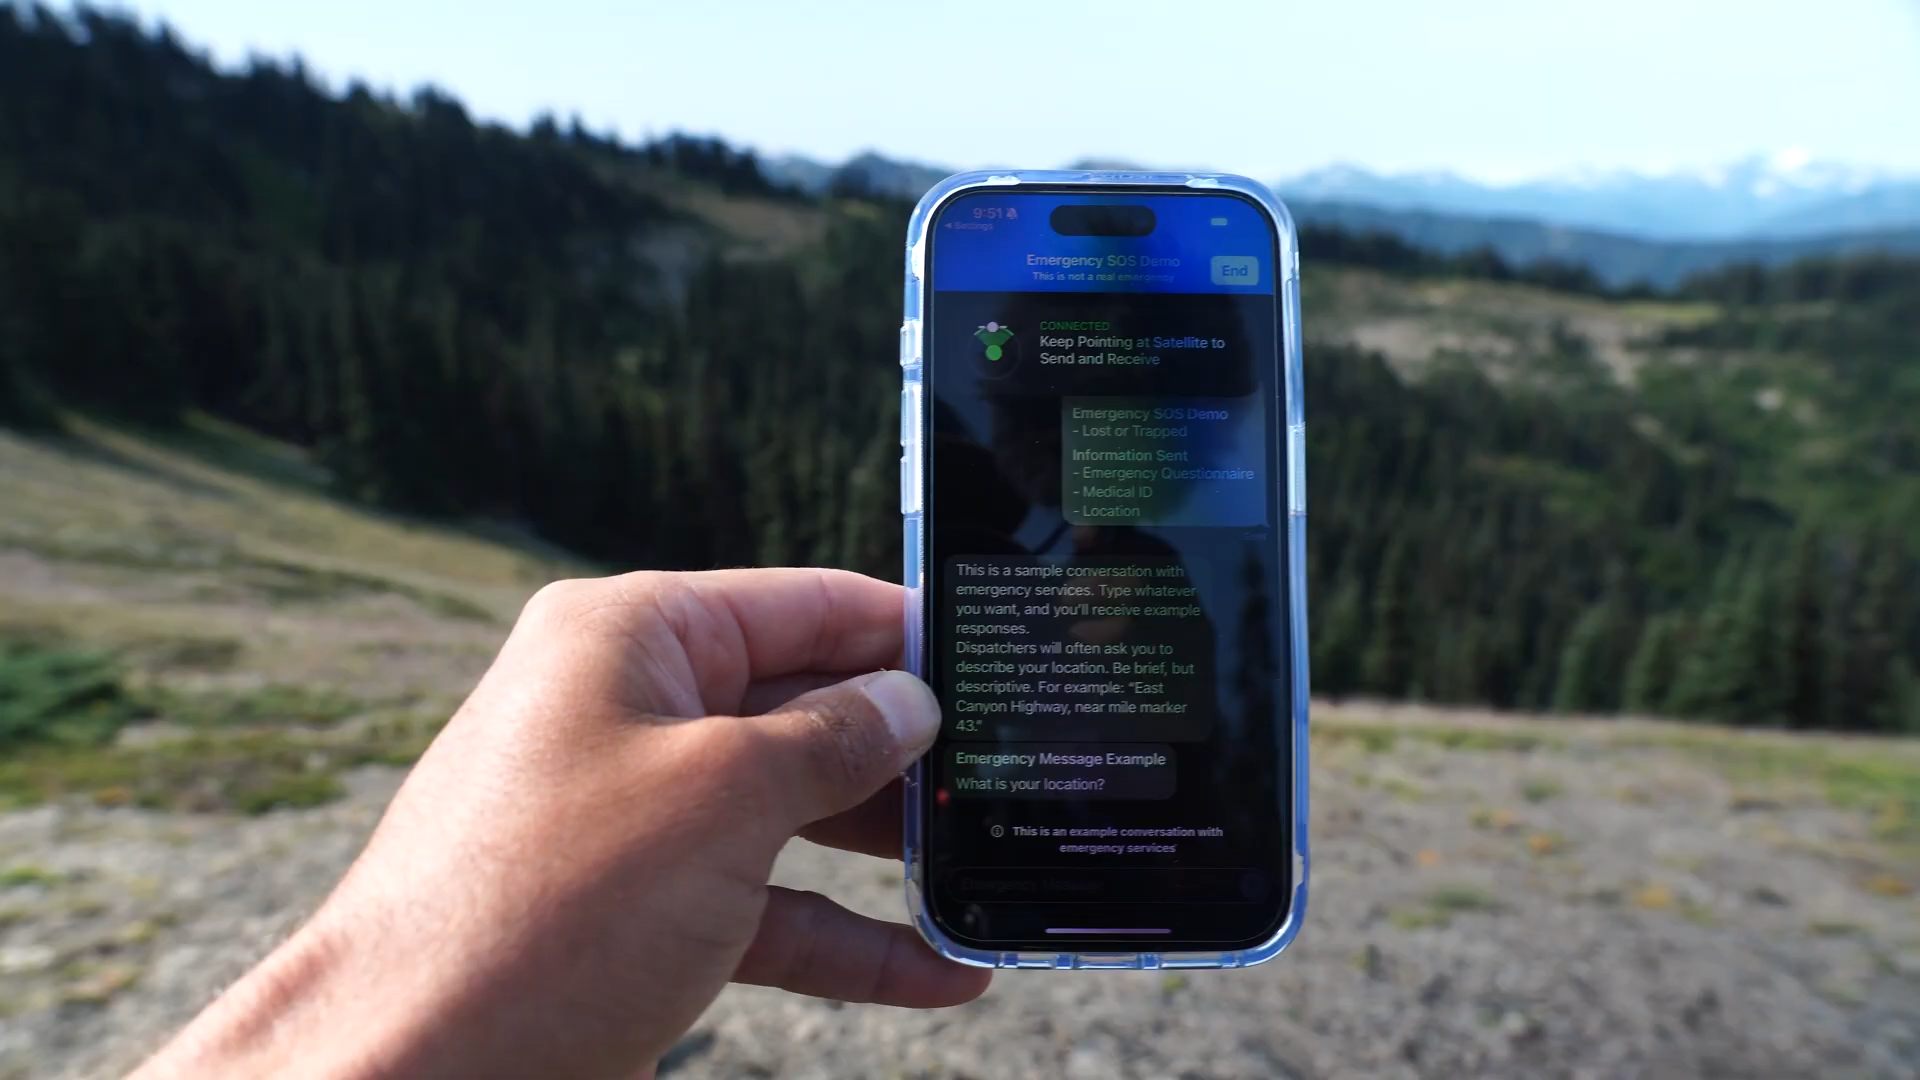 9:51
◀ Settings
Emergency SOS Demo
This is not a real emergency
End
CONNECTED
Keep Pointing at Satellite to
Send and Receive
Emergency SOS Demo
- Lost or Trapped
Information Sent
- Emergency Questionnaire
- Medical ID
- Location
Sent
This is a sample conversation with
emergency services. Type whatever
you want, and you'll receive example
responses.
Dispatchers will often ask you to
describe your location. Be brief, but
descriptive. For example: "East
Canyon Highway, near mile marker
43."
Emergency Message Example
What is your location?
This is an example conversation with
emergency services
Emergency Message